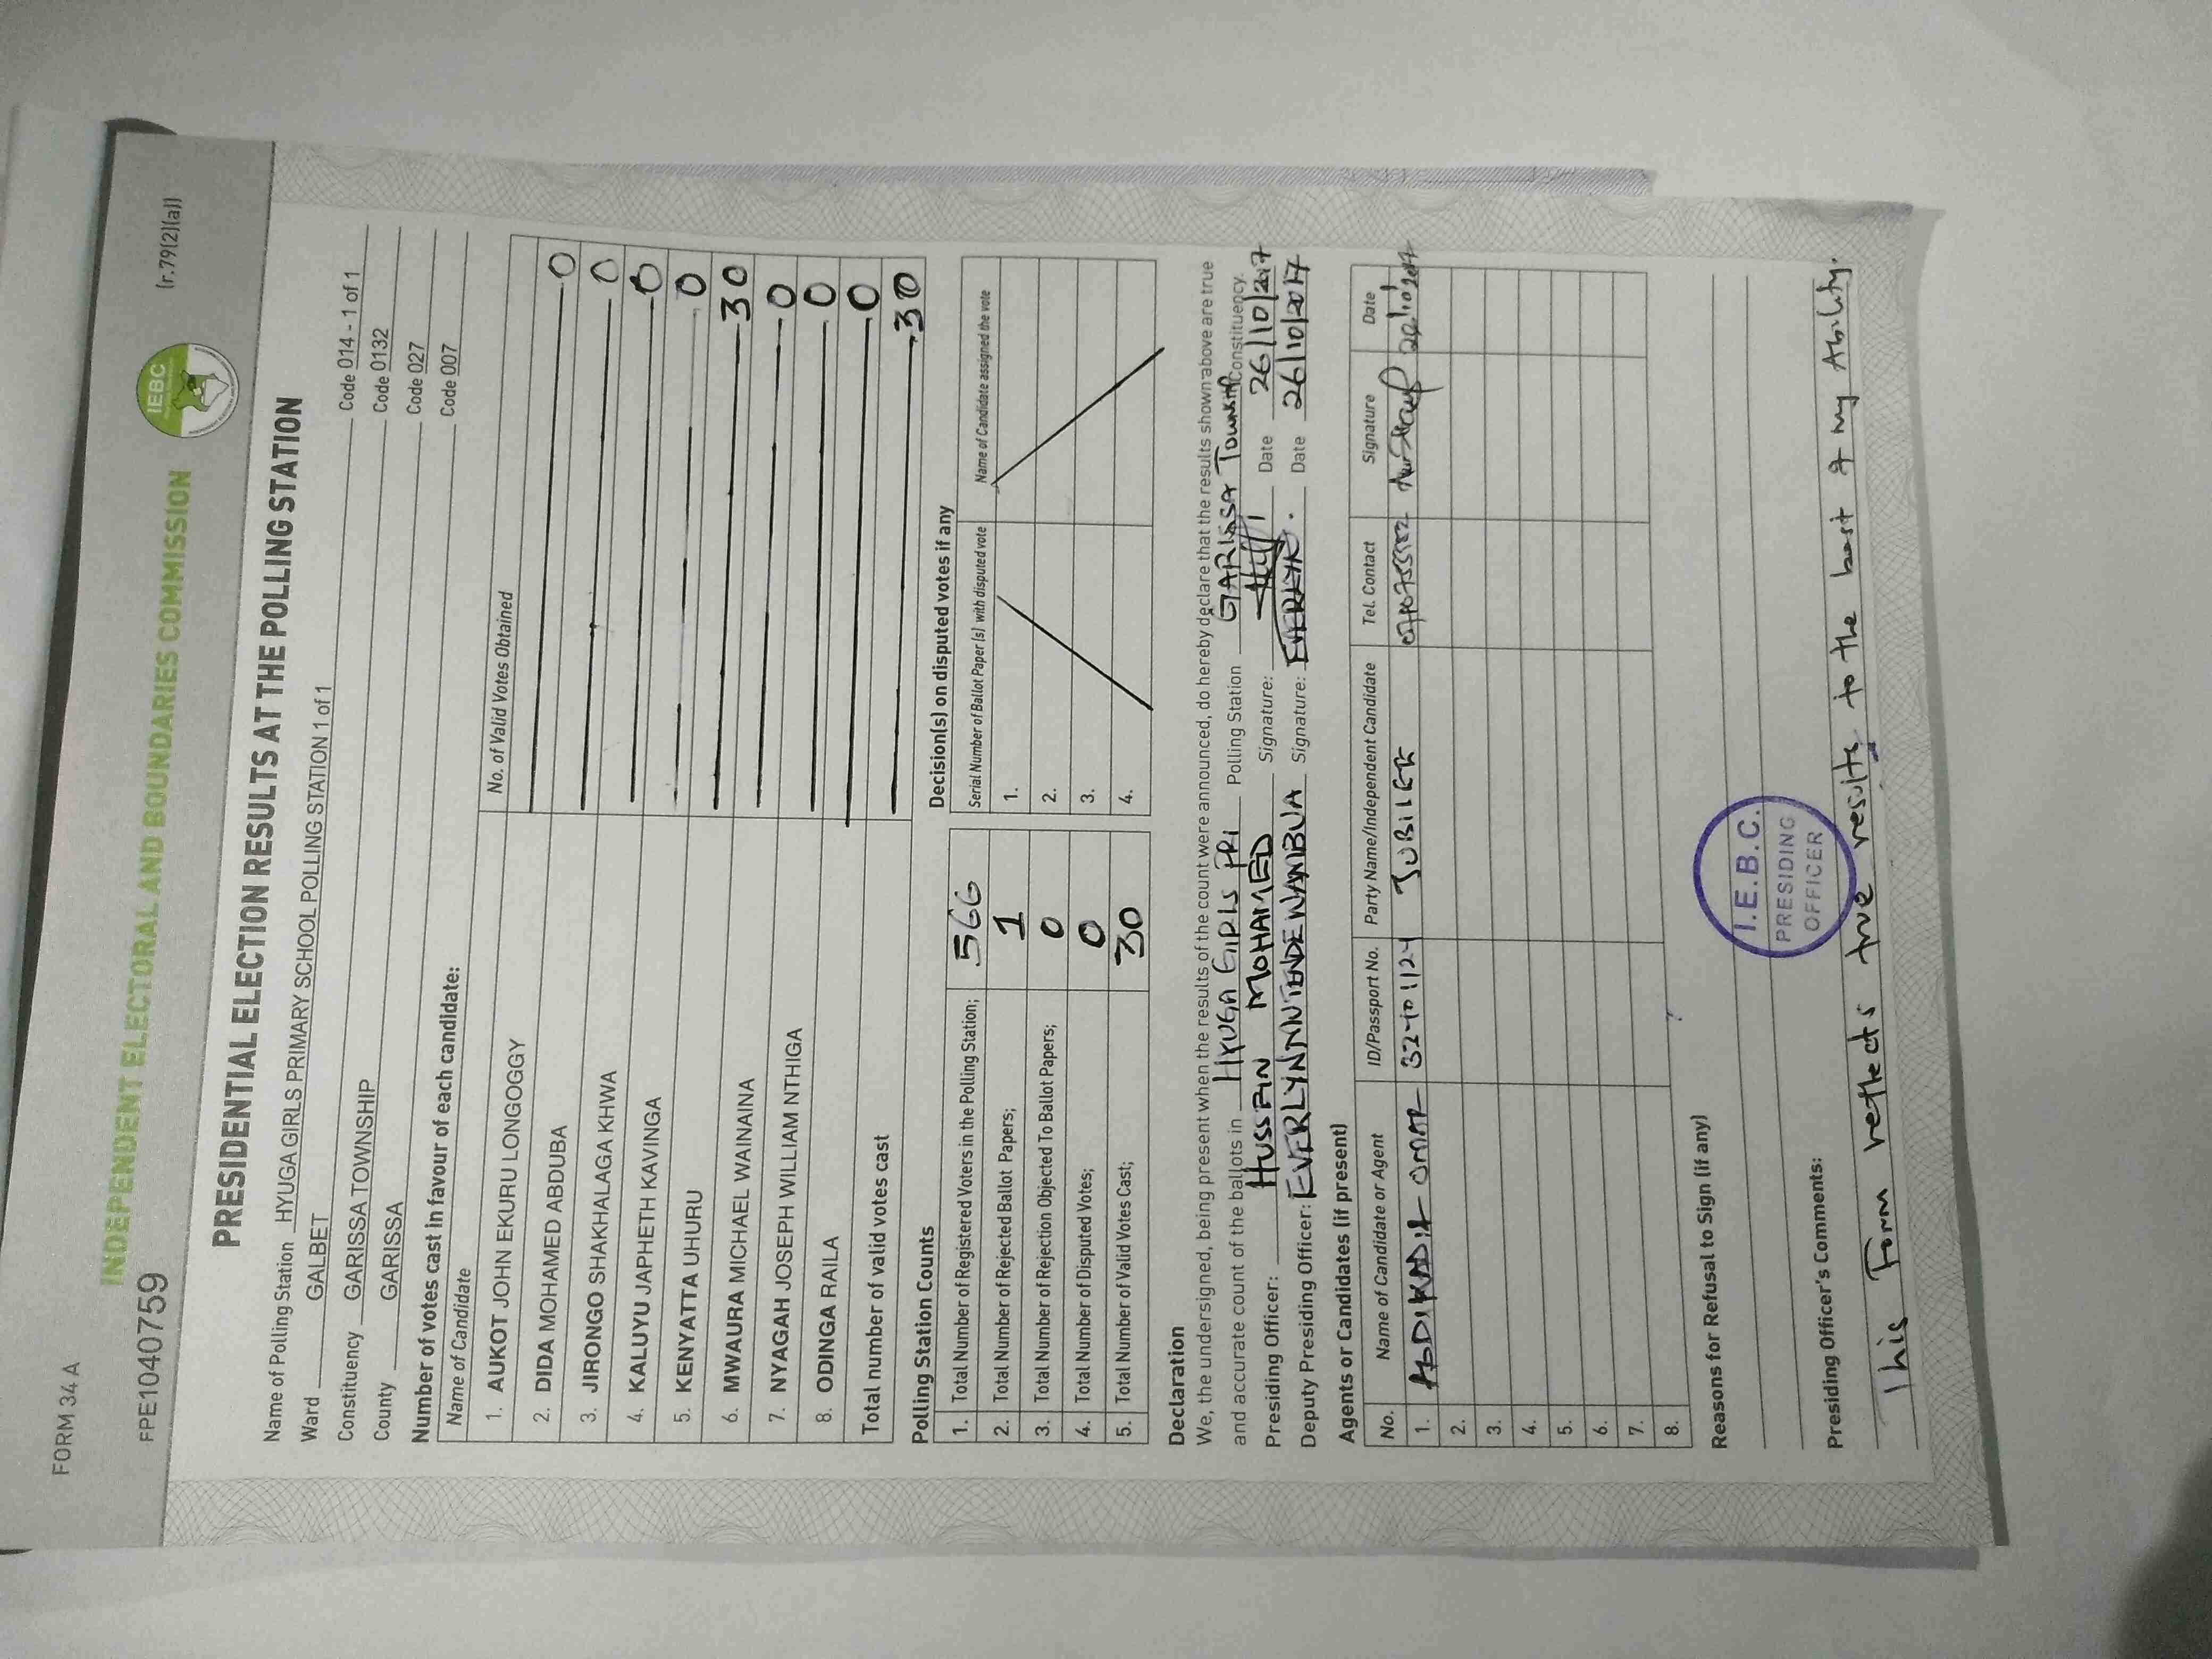 FORM 34 A
INDEPENDENT ELECTORAL AND BOUNDARIES COMMISSION
IEBC
FPE1040759
(r.79(2)(a))
PRESIDENTIAL ELECTION RESULTS AT THE POLLING STATION
Name of Polling Station HYUGA GIRLS PRIMARY SCHOOL POLLING STATION 1 of 1 Code 014 - 1 of 1
Ward GALBET Code 0132
Constituency GARISSA TOWNSHIP Code 027
County GARISSA Code 007
Number of votes cast in favour of each candidate:
Name of Candidate No. of Valid Votes Obtained
1. AUKOT JOHN EKURU LONGOGGY 0
2. DIDA MOHAMED ABDUBA 0
3. JIRONGO SHAKHALAGA KHWA 0
4. KALUYU JAPHETH KAVINGA 0
5. KENYATTA UHURU 30
6. MWAURA MICHAEL WAINAINA 0
7. NYAGAH JOSEPH WILLIAM NTHIGA 0
8. ODINGA RAILA 0
Total number of valid votes cast 30
Polling Station Counts
1. Total Number of Registered Voters in the Polling Station; 566
2. Total Number of Rejected Ballot Papers; 1
3. Total Number of Rejection Objected To Ballot Papers; 0
4. Total Number of Disputed Votes; 0
5. Total Number of Valid Votes Cast; 30
Decision(s) on disputed votes if any
Serial Number of Ballot Paper (s) with disputed vote Name of Candidate assigned the vote
1.
2.
3.
4.
Declaration
We, the undersigned, being present when the results of the count were announced, do hereby declare that the results shown above are true
and accurate count of the ballots in HYUGA GIRLS PRI Polling Station GARISSA TOWNSHIP Constituency.
Presiding Officer: HUSSEIN MOHAMED Signature: Date 26/10/2017
Deputy Presiding Officer: EVERLYNN NTENDE WAMBUA Signature: EVERLYN. Date 26/10/2017
Agents or Candidates (if present)
No. Name of Candidate or Agent ID/Passport No. Party Name/Independent Candidate Tel. Contact Signature Date
1. ABDIKADIR OMAR JUBILEE
2.
3.
4.
5.
6.
7.
8.
Reasons for Refusal to Sign (if any)
I.E.B.C.
PRESIDING
OFFICER
Presiding Officer's Comments:
This Form reflects true results to the best of my Ability.